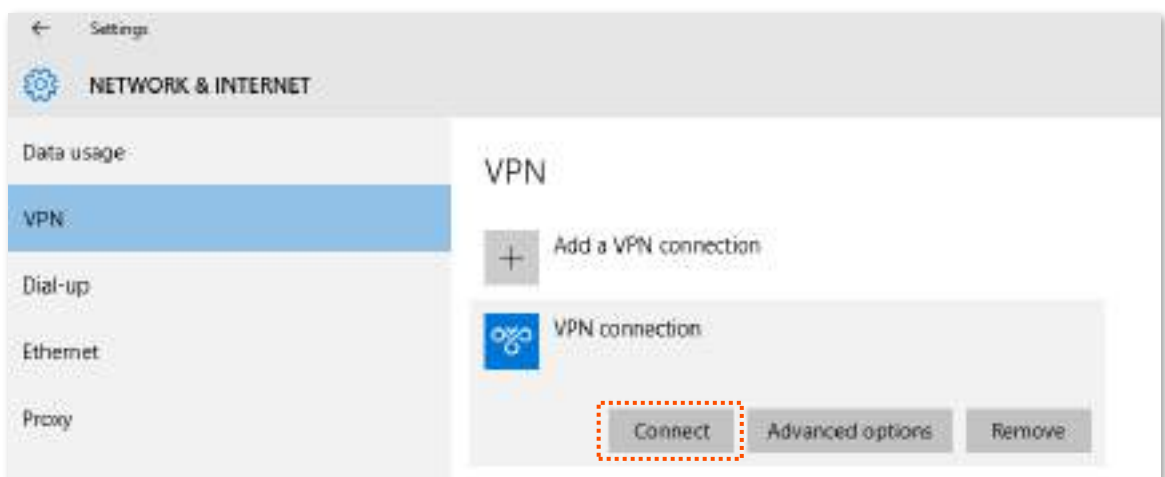 Settings
NETWORK & INTERNET
Data usage
VPN
Dial-up
Ethernet
Proxy
VPN
Add a VPN connection
VPN connection
Connect Advanced options Remove